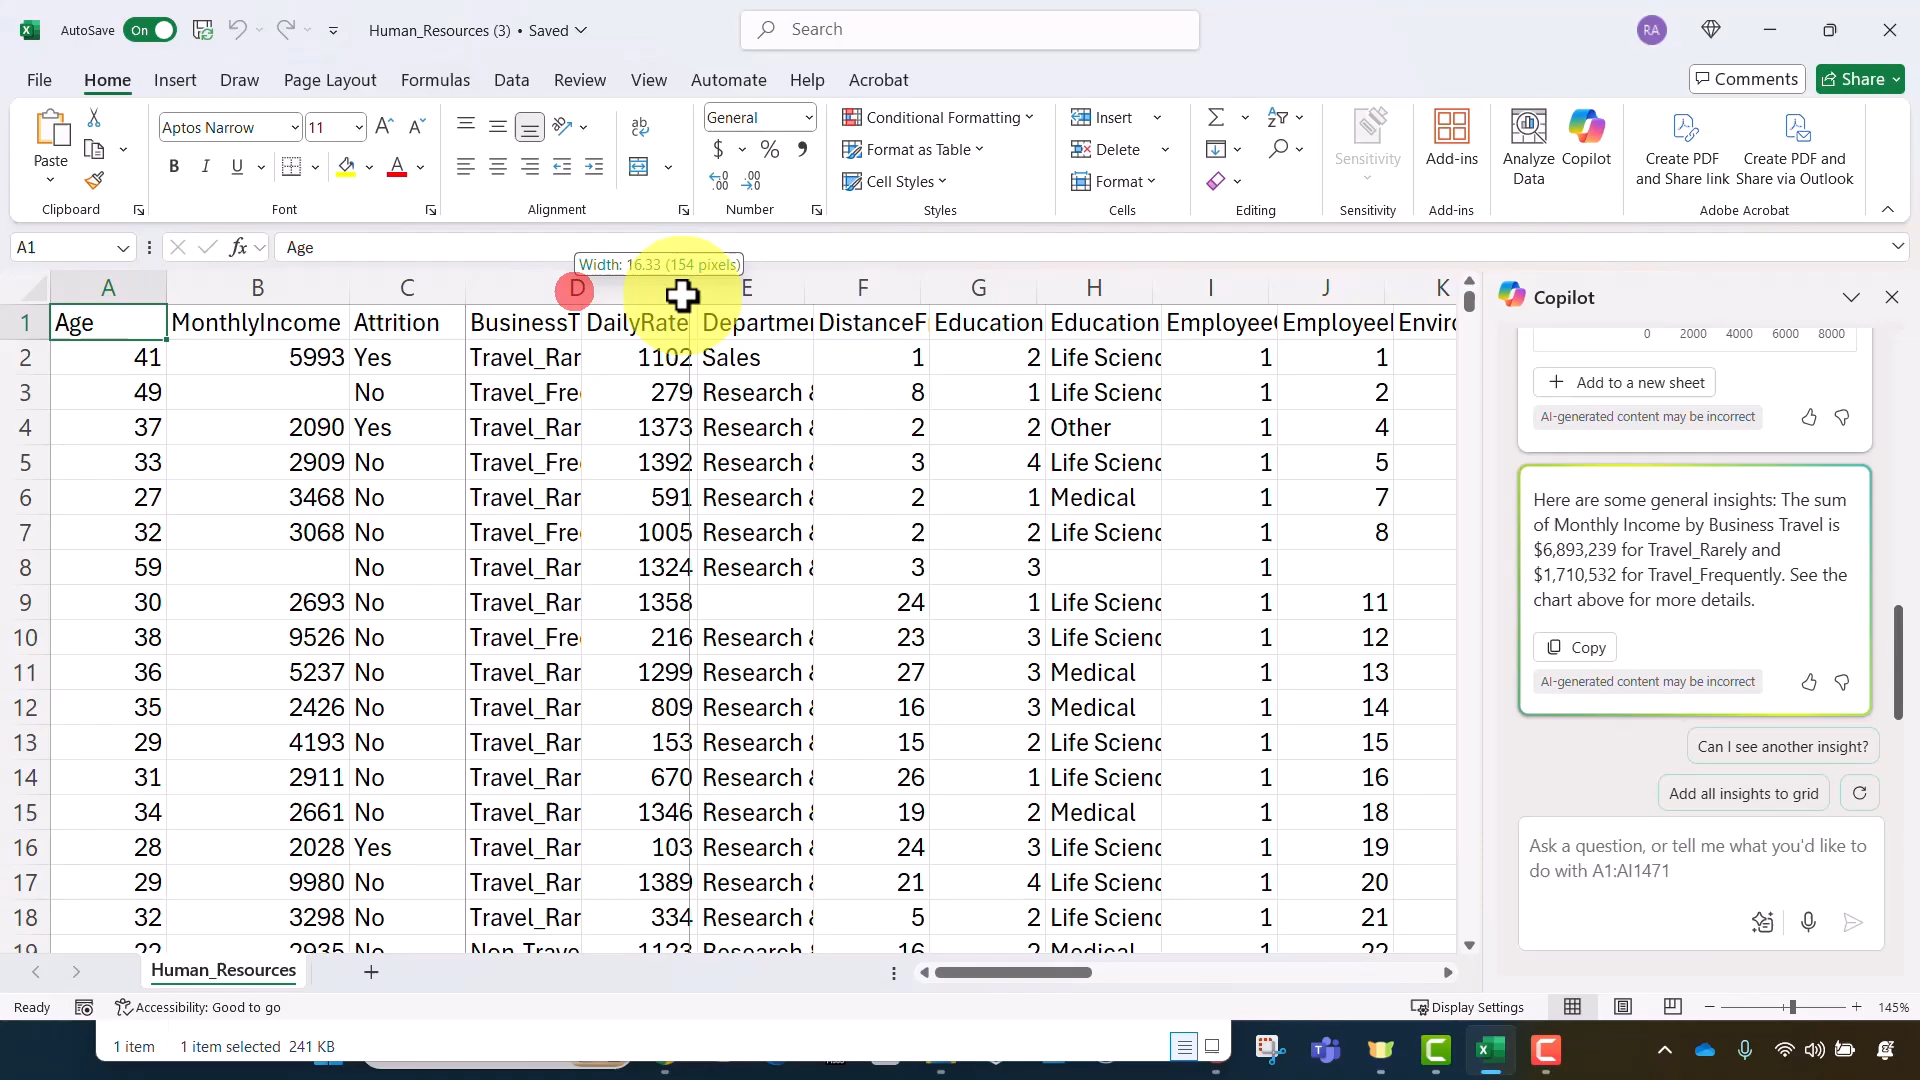 AutoSave On Human_Resources (3) • Saved Search RA
File Home Insert Draw Page Layout Formulas Data Review View Automate Help Acrobat Comments Share
Paste Aptos Narrow 11 B I U A ab General $ % Conditional Formatting Format as Table Cell Styles Insert Delete Format Sensitivity Add-ins Analyze Data Copilot Create PDF and Share link Create PDF and Share via Outlook
Clipboard Font Alignment Number Styles Cells Editing Sensitivity Add-ins Adobe Acrobat
A1 fx Age
Width: 16.33 (154 pixels)
A B C D E F G H I J K
1 Age MonthlyIncome Attrition BusinessT DailyRate Departmen DistanceF Education Education Employee EmployeeI Enviro
2 41 5993 Yes Travel_Rar 1102 Sales 1 2 Life Scienc 1 1
3 49 No Travel_Fre 279 Research & 8 1 Life Scienc 1 2
4 37 2090 Yes Travel_Rar 1373 Research & 2 2 Other 1 4
5 33 2909 No Travel_Fre 1392 Research & 3 4 Life Scienc 1 5
6 27 3468 No Travel_Rar 591 Research & 2 1 Medical 1 7
7 32 3068 No Travel_Fre 1005 Research & 2 2 Life Scienc 1 8
8 59 No Travel_Rar 1324 Research & 3 3 1
9 30 2693 No Travel_Rar 1358 24 1 Life Scienc 1 11
10 38 9526 No Travel_Fre 216 Research & 23 3 Life Scienc 1 12
11 36 5237 No Travel_Rar 1299 Research & 27 3 Medical 1 13
12 35 2426 No Travel_Rar 809 Research & 16 3 Medical 1 14
13 29 4193 No Travel_Rar 153 Research & 15 2 Life Scienc 1 15
14 31 2911 No Travel_Rar 670 Research & 26 1 Life Scienc 1 16
15 34 2661 No Travel_Rar 1346 Research & 19 2 Medical 1 18
16 28 2028 Yes Travel_Rar 103 Research & 24 3 Life Scienc 1 19
17 29 9980 No Travel_Rar 1389 Research & 21 4 Life Scienc 1 20
18 32 3298 No Travel_Rar 334 Research & 5 2 Life Scienc 1 21
19 22 2935 No Non-Trave 1123 Research & 16 2 Medical 1 22
Copilot
0 2000 4000 6000 8000
+ Add to a new sheet
AI-generated content may be incorrect
Here are some general insights: The sum
of Monthly Income by Business Travel is
$6,893,239 for Travel_Rarely and
$1,710,532 for Travel_Frequently. See the
chart above for more details.
Copy
AI-generated content may be incorrect
Can I see another insight?
Add all insights to grid
Ask a question, or tell me what you'd like to
do with A1:AI1471
Human_Resources +
Ready Accessibility: Good to go Display Settings 145%
1 item 1 item selected 241 KB